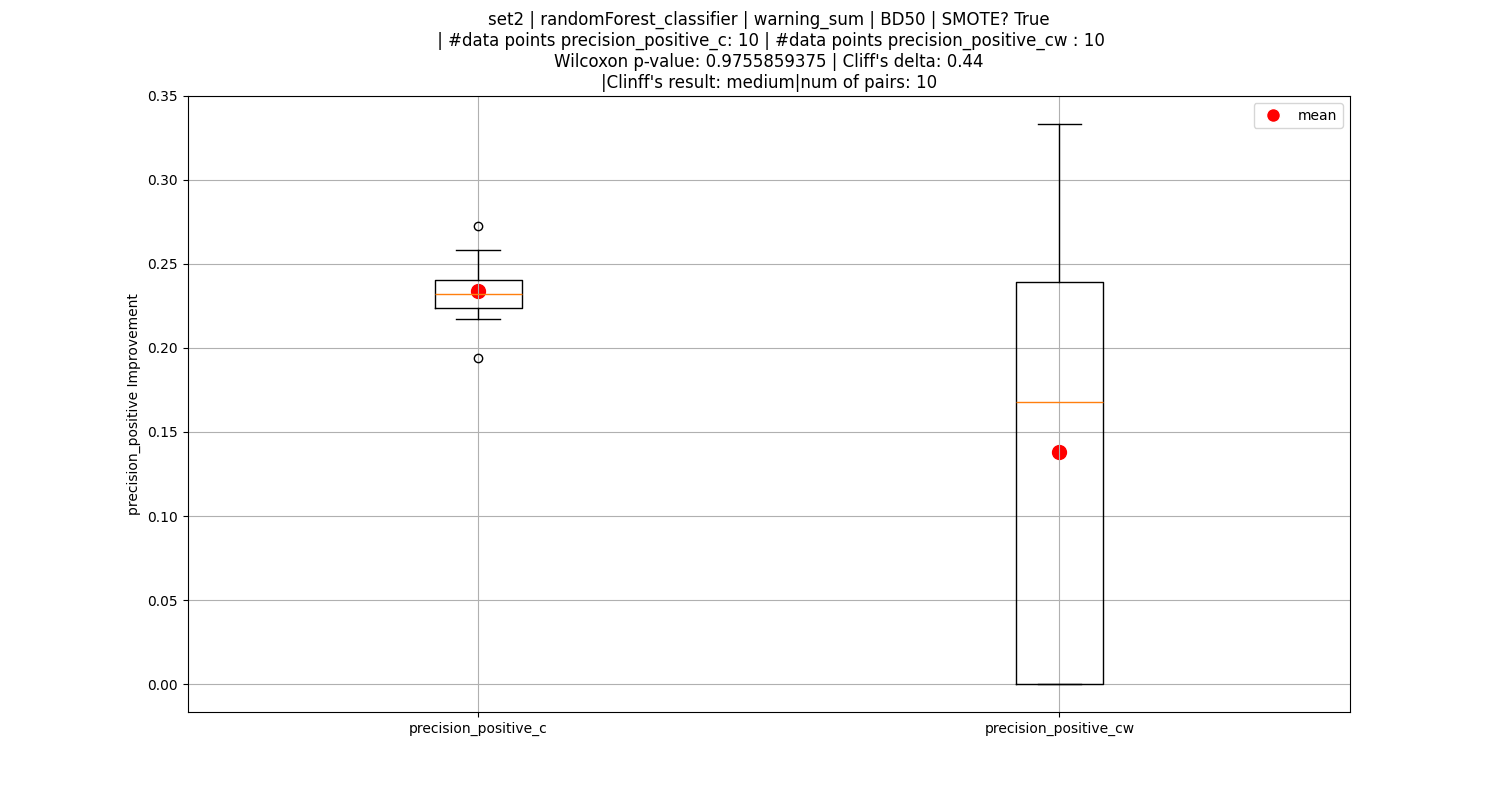 set2 | randomForest_classifier | warning_sum | BD50 | SMOTE? True
| #data points precision_positive_c: 10 | #data points precision_positive_cw : 10
Wilcoxon p-value: 0.9755859375 | Cliff's delta: 0.44
|Clinff's result: medium|num of pairs: 10
0.35
mean
0.30
0.25
0.20
0.15
0.10
0.05
0.00
precision_positive Improvement
precision_positive_c
precision_positive_cw